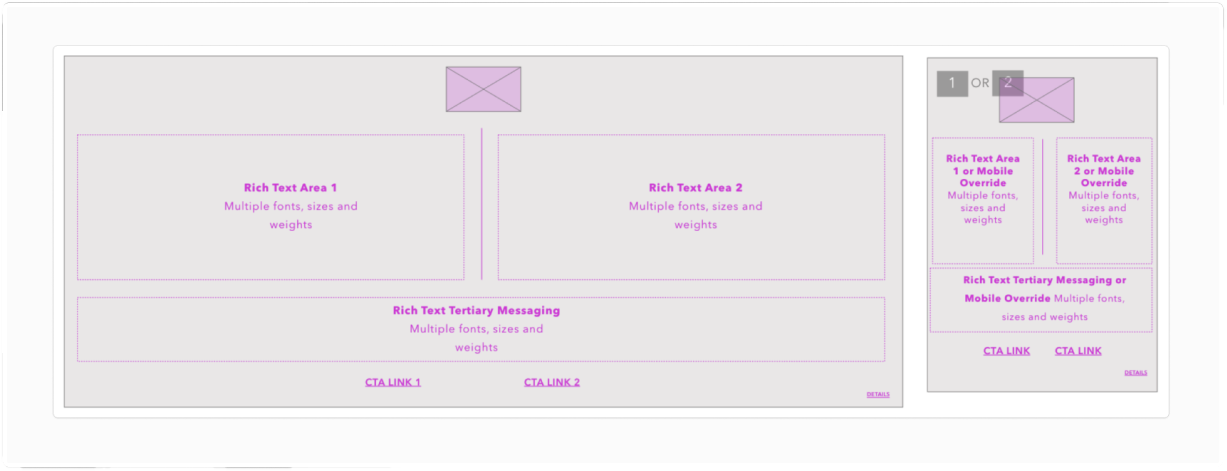 Rich Text Area 1
Multiple fonts, sizes and
weights
Rich Text Area 2
Multiple fonts, sizes and
weights
Rich Text Tertiary Messaging
Multiple fonts, sizes and
weights
CTA LINK 1
CTA LINK 2
DETAILS
1 OR 2
Rich Text Area
1 or Mobile
Override
Multiple fonts,
sizes and
weights
Rich Text Area
2 or Mobile
Override
Multiple fonts,
sizes and
weights
Rich Text Tertiary Messaging or
Mobile Override Multiple fonts,
sizes and weights
CTA LINK
CTA LINK
DETAILS